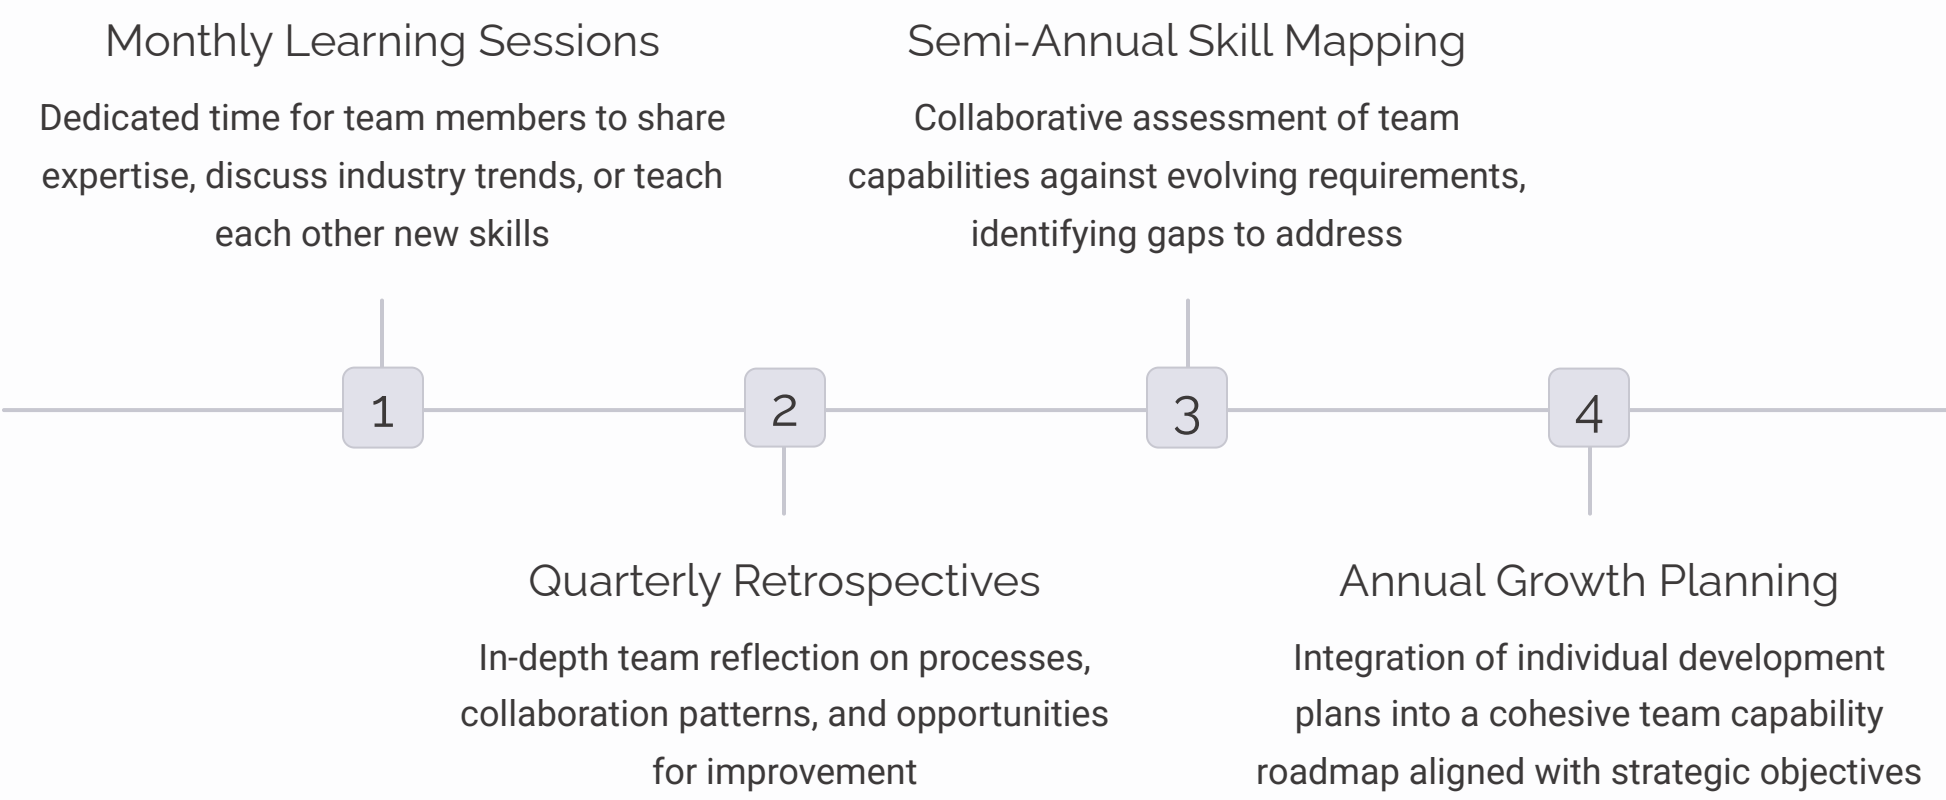 Monthly Learning Sessions
Dedicated time for team members to share
expertise, discuss industry trends, or teach
each other new skills
Semi-Annual Skill Mapping
Collaborative assessment of team
capabilities against evolving requirements,
identifying gaps to address
1
2
3
4
Quarterly Retrospectives
In-depth team reflection on processes,
collaboration patterns, and opportunities
for improvement
Annual Growth Planning
Integration of individual development
plans into a cohesive team capability
roadmap aligned with strategic objectives